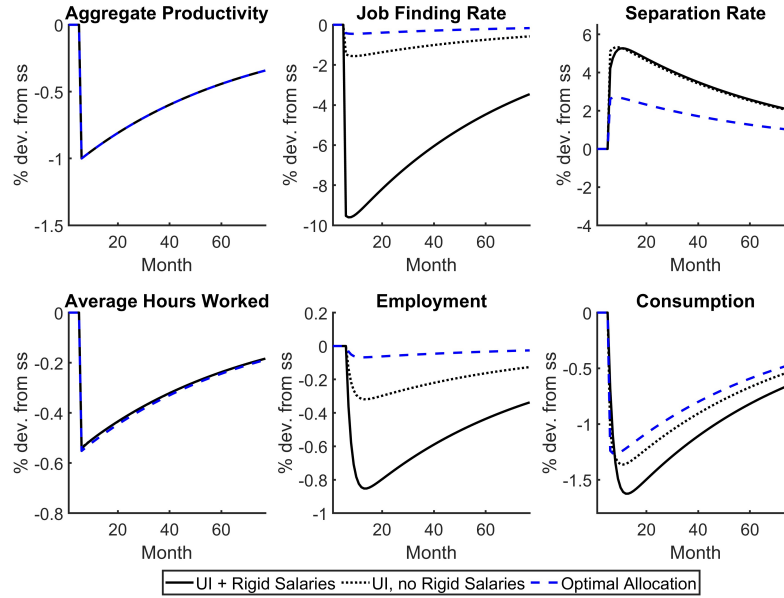 Aggregate Productivity
0
-0.5
-1
-1.5
% dev. from ss
20 40 60
Month
Job Finding Rate
0
-2
-4
-6
-8
-10
% dev. from ss
20 40 60
Month
Separation Rate
6
4
2
0
-2
-4
% dev. from ss
20 40 60
Month
Average Hours Worked
0
-0.2
-0.4
-0.6
-0.8
% dev. from ss
20 40 60
Month
Employment
0.2
0
-0.2
-0.4
-0.6
-0.8
-1
% dev. from ss
20 40 60
Month
Consumption
0
-0.5
-1
-1.5
% dev. from ss
20 40 60
Month
UI + Rigid Salaries UI, no Rigid Salaries Optimal Allocation